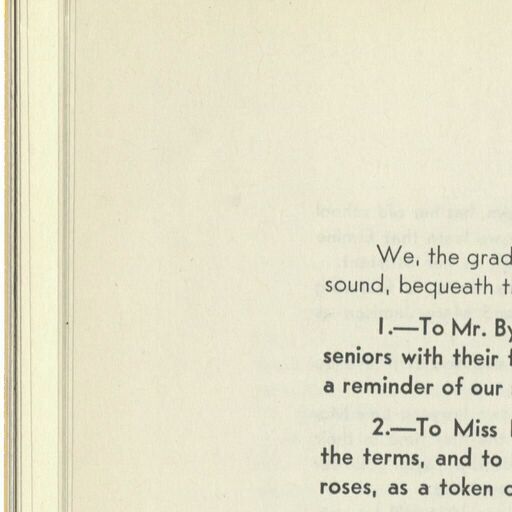 We, the grad
sound, bequeath t
1.—To Mr. By
seniors with their
a reminder of our
2.—To Miss
the terms, and to
roses, as a token